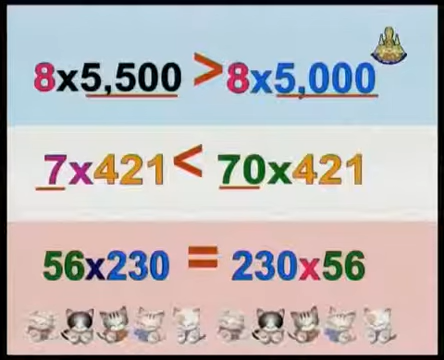 8x5,500 > 8x5,000
7x421 < 70x421
56x230 = 230x56